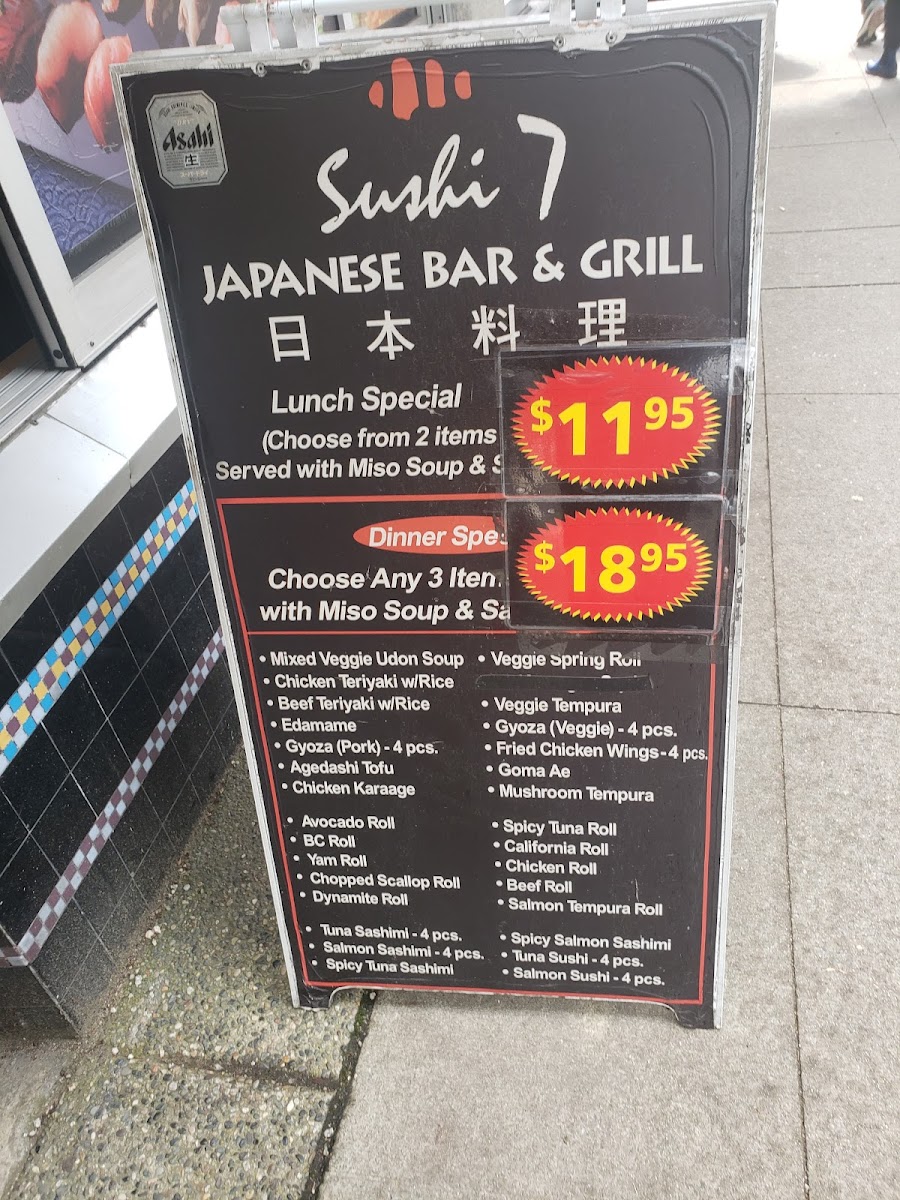 Asahi
生
Sushi 7
JAPANESE BAR & GRILL
日本料理
Lunch Special
$11.95
(Choose from 2 items
Served with Miso Soup & S
Dinner Spe
$18.95
Choose Any 3 Item
with Miso Soup & Sa
• Mixed Veggie Udon Soup
• Chicken Teriyaki w/Rice
• Beef Teriyaki w/Rice
• Edamame
• Gyoza (Pork) - 4 pcs.
• Agedashi Tofu
• Chicken Karaage
• Veggie Spring Roll
• Veggie Tempura
• Gyoza (Veggie) - 4 pcs.
• Fried Chicken Wings - 4 pcs.
• Goma Ae
• Mushroom Tempura
• Avocado Roll
• BC Roll
• Yam Roll
• Chopped Scallop Roll
• Dynamite Roll
• Spicy Tuna Roll
• California Roll
• Chicken Roll
• Beef Roll
• Salmon Tempura Roll
• Tuna Sashimi - 4 pcs.
• Salmon Sashimi - 4 pcs.
• Spicy Tuna Sashimi
• Spicy Salmon Sashimi
• Tuna Sushi - 4 pcs.
• Salmon Sushi - 4 pcs.